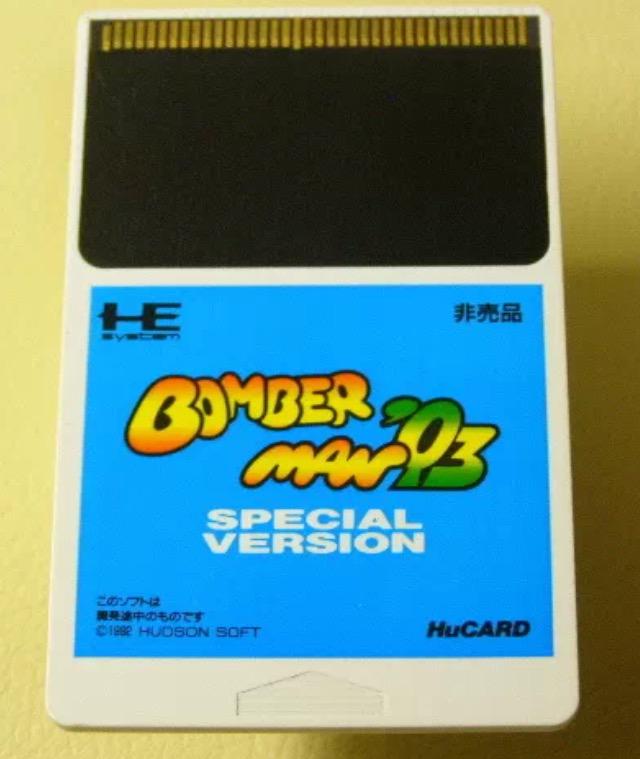 HE
system
非売品
BOMBER
MAN '93
SPECIAL
VERSION
このソフトは
開発途中のものです
©1992 HUDSON SOFT
HuCARD